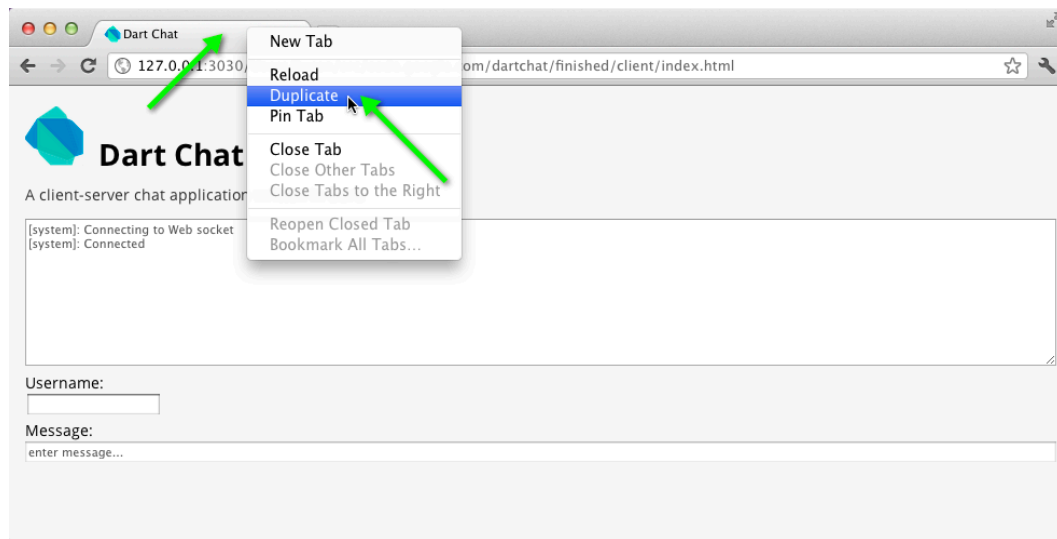 Dart Chat
New Tab
127.0.0.1:3030/
om/dartchat/finished/client/index.html
Reload
Duplicate
Pin Tab
Dart Chat
Close Tab
Close Other Tabs
A client-server chat application
Close Tabs to the Right
[system]: Connecting to Web socket
Reopen Closed Tab
[system]: Connected
Bookmark All Tabs...
Username:
Message:
enter message...